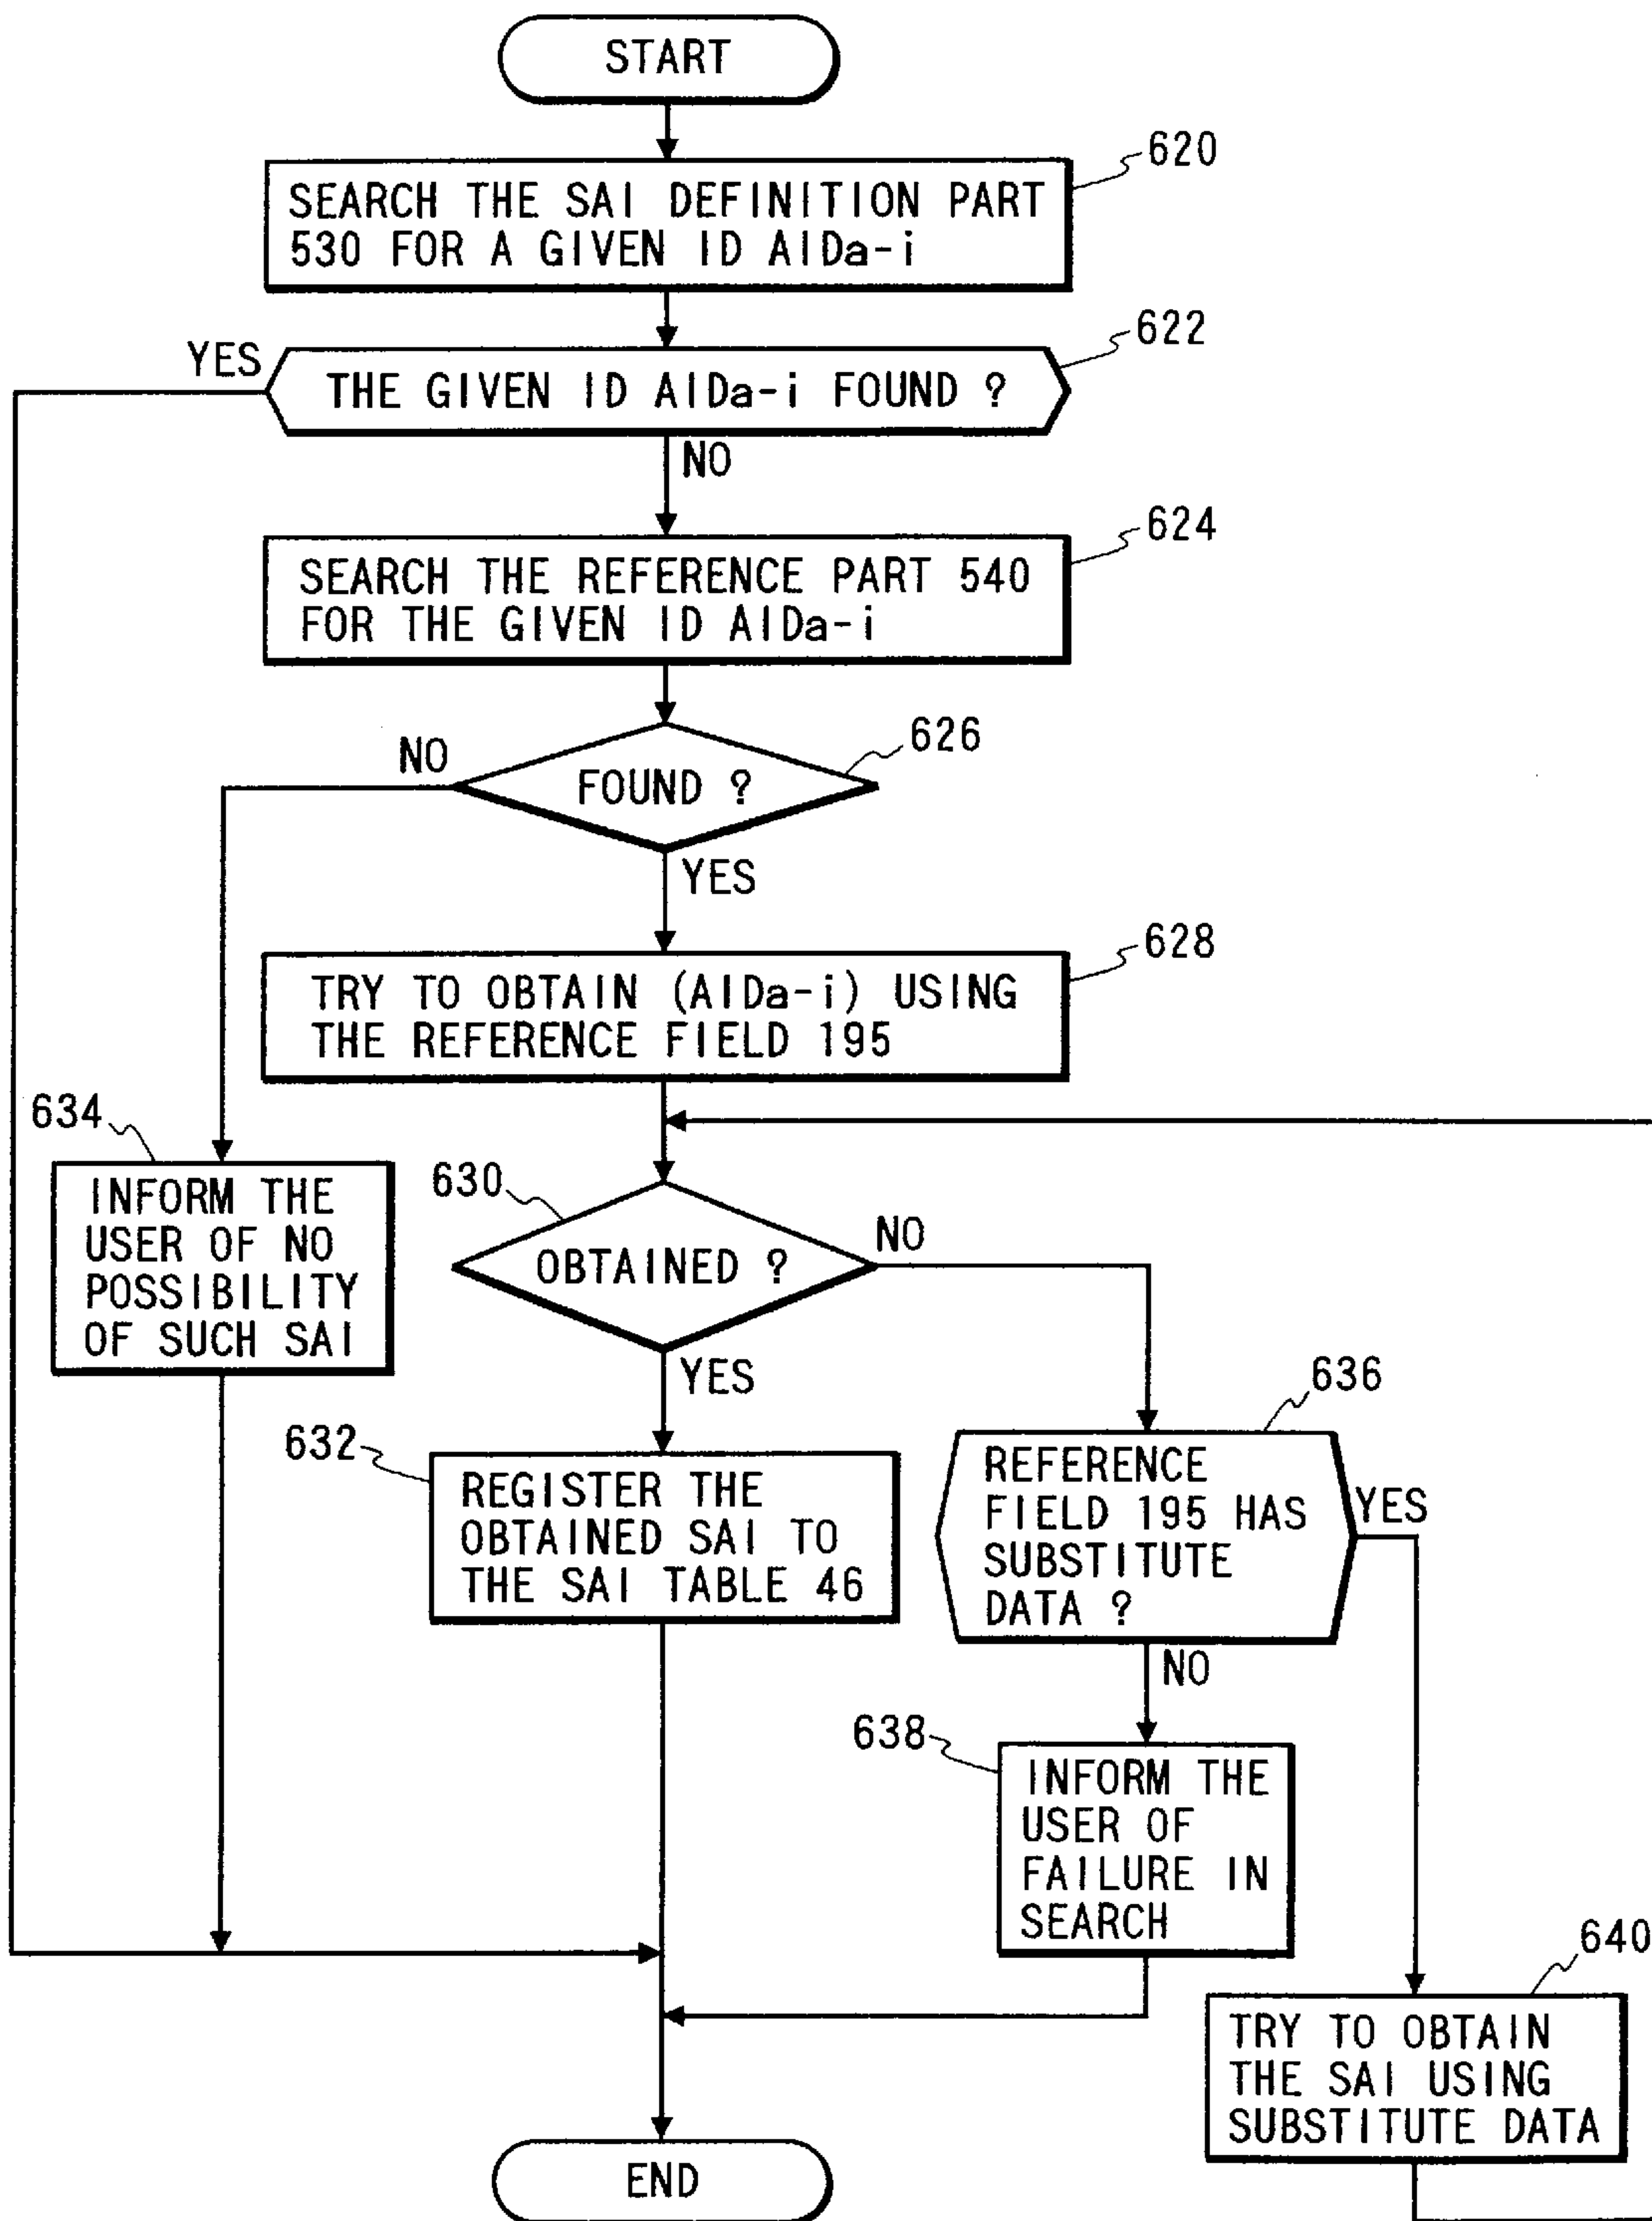 START
620
SEARCH THE SAI DEFINITION PART
530 FOR A GIVEN ID AIDa-i
622
YES
THE GIVEN ID AIDa-i FOUND ?
NO
624
SEARCH THE REFERENCE PART 540
FOR THE GIVEN ID AIDa-i
626
NO
FOUND ?
YES
628
TRY TO OBTAIN (AIDa-i) USING
THE REFERENCE FIELD 195
634
INFORM THE
USER OF NO
POSSIBILITY
OF SUCH SAI
630
NO
OBTAINED ?
YES
636
632
REGISTER THE
OBTAINED SAI TO
THE SAI TABLE 46
REFERENCE
FIELD 195 HAS
SUBSTITUTE
DATA ?
YES
NO
638
INFORM THE
USER OF
FAILURE IN
SEARCH
640
TRY TO OBTAIN
THE SAI USING
SUBSTITUTE DATA
END